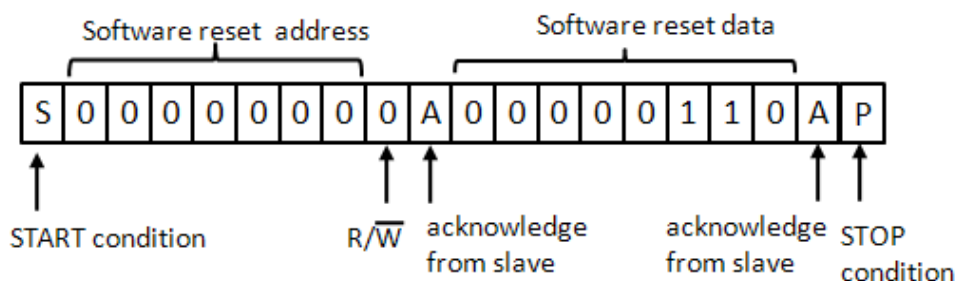 Software reset address Software reset data
S 0 0 0 0 0 0 0 0 A 0 0 0 0 0 1 1 0 A P
START condition R/W̅ acknowledge from slave acknowledge from slave STOP condition